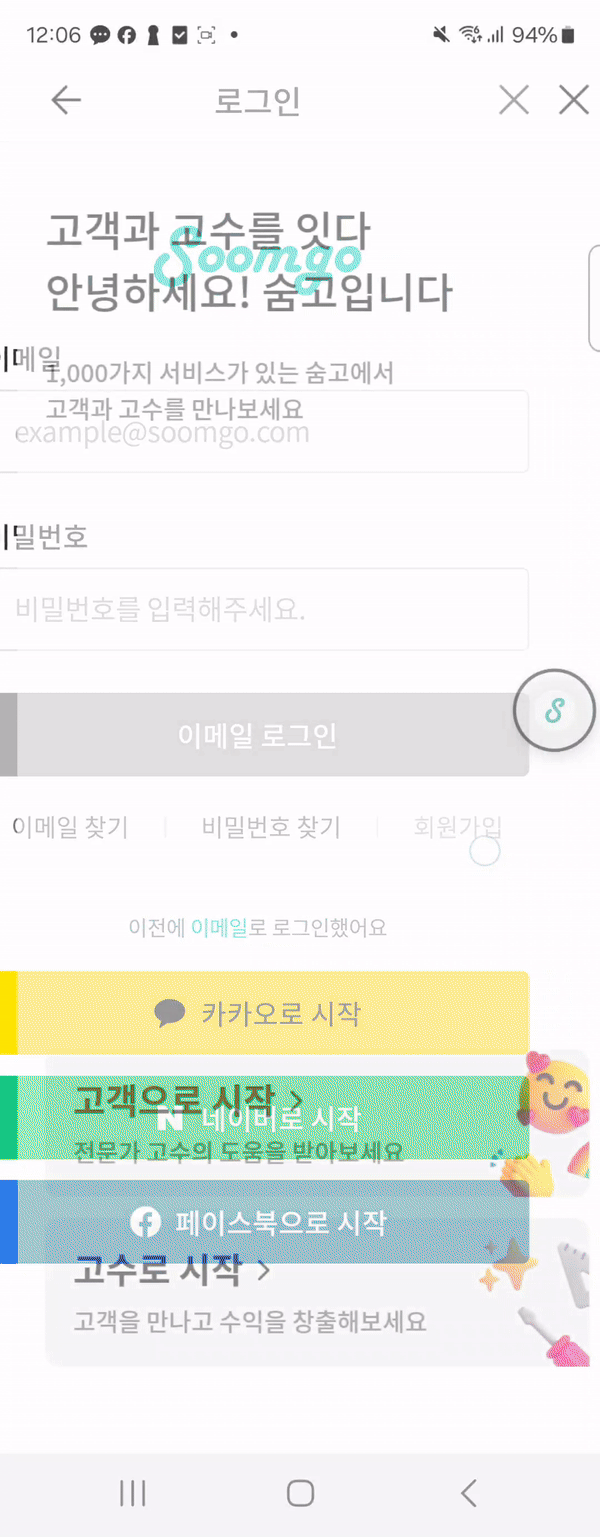 12:06
94%
로그인
고객과 고수를 잇다
Soomgo
안녕하세요! 숨고입니다
이메일
1,000가지 서비스가 있는 숨고에서
고객과 고수를 만나보세요
example@soomgo.com
비밀번호
비밀번호를 입력해주세요.
이메일 로그인
이메일 찾기
비밀번호 찾기
회원가입
이전에 이메일로 로그인했어요
카카오로 시작
고객으로 시작
네이버로 시작
전문가 고수의 도움을 받아보세요
페이스북으로 시작
고수로 시작
고객을 만나고 수익을 창출해보세요